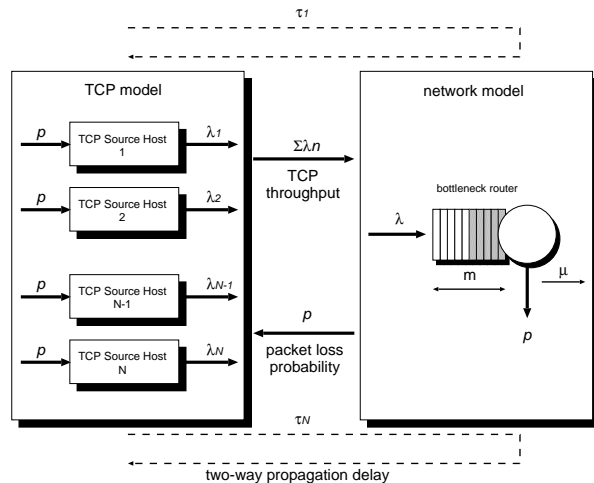 τ1
TCP model
network model
p
TCP Source Host
1
λ1
Σλn
TCP
throughput
p
TCP Source Host
2
λ2
bottleneck router
λ
m
μ
p
p
TCP Source Host
N-1
λN-1
p
packet loss
probability
p
TCP Source Host
N
λN
τN
two-way propagation delay